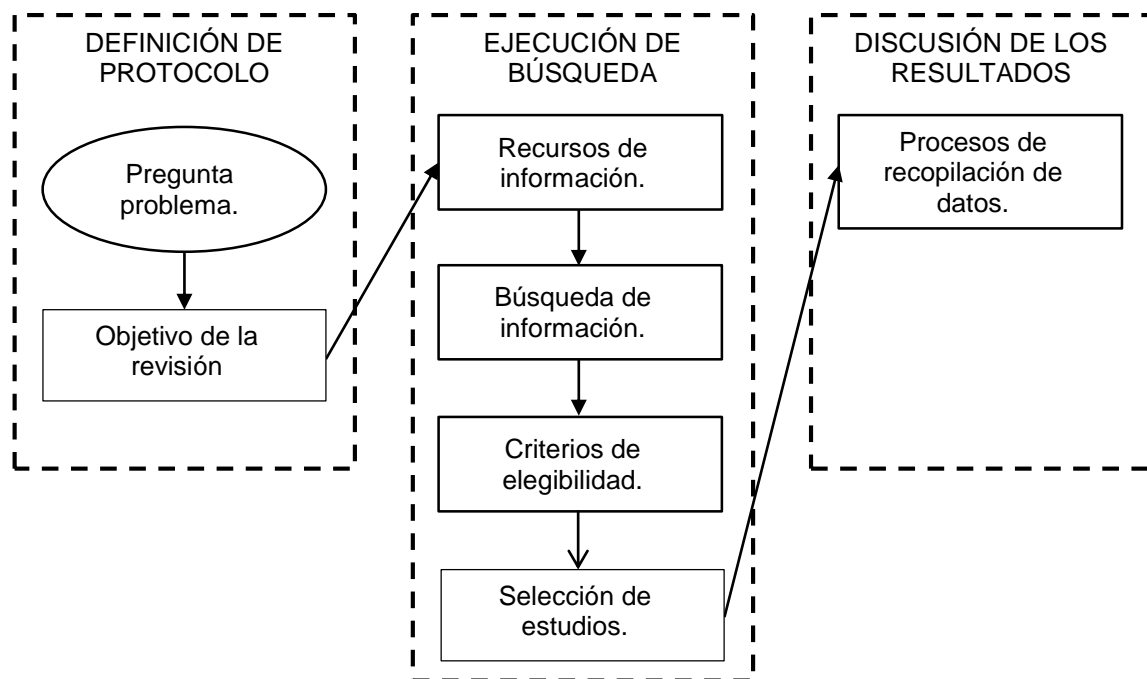 DEFINICIÓN DE
PROTOCOLO
Pregunta
problema.
Objetivo de la
revisión
EJECUCIÓN DE
BÚSQUEDA
Recursos de
información.
Búsqueda de
información.
Criterios de
elegibilidad.
Selección de
estudios.
DISCUSIÓN DE LOS
RESULTADOS
Procesos de
recopilación de
datos.